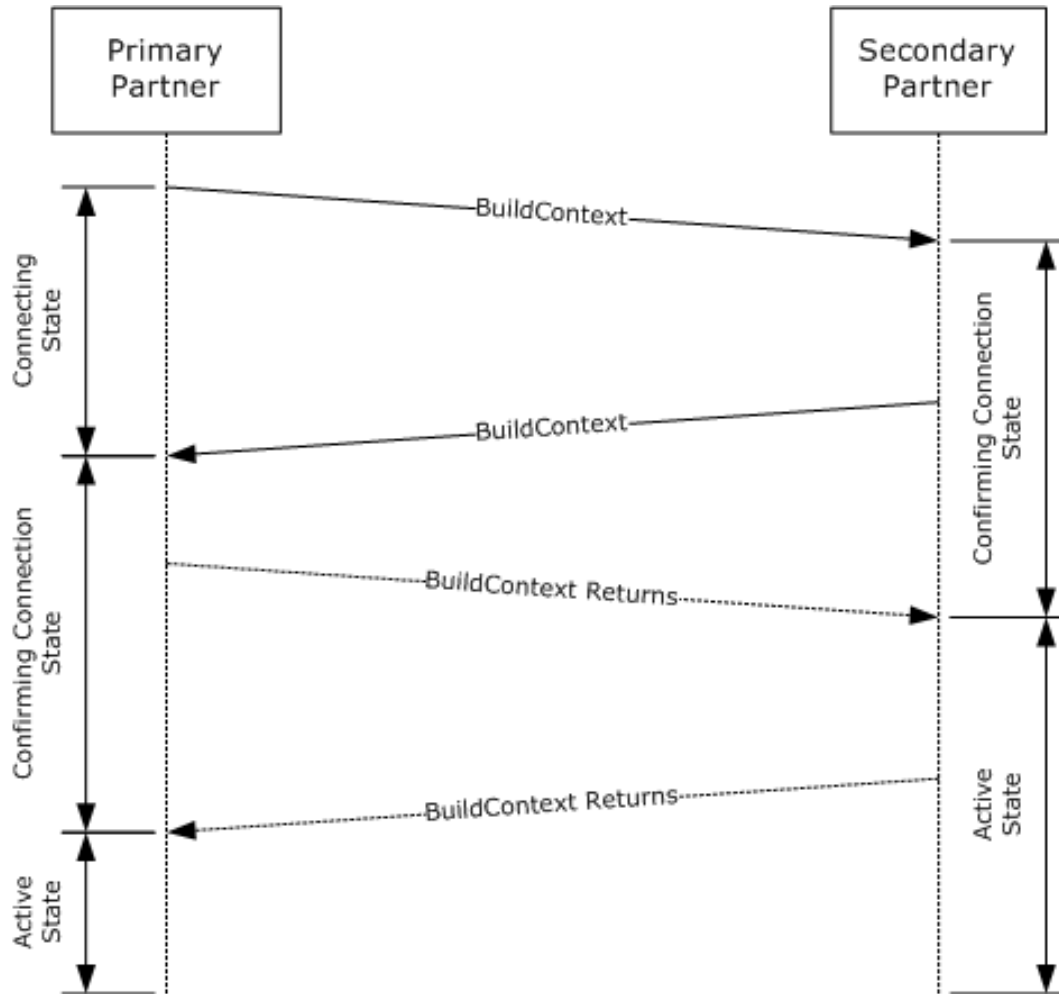 Primary
Partner
Secondary
Partner
BuildContext
Connecting
State
Confirming Connection
State
BuildContext
Confirming Connection
State
BuildContext Returns
BuildContext Returns
Active
State
Active
State